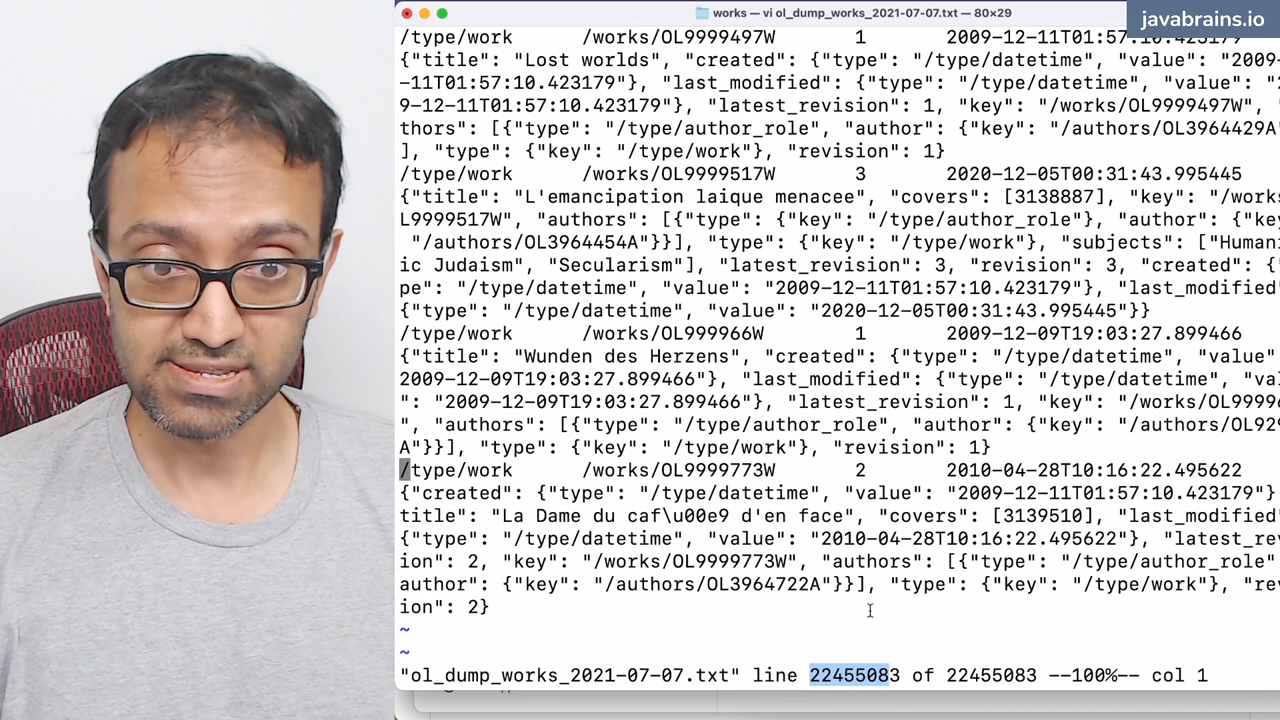 works — vi ol_dump_works_2021-07-07.txt — 80×29
javabrains.io
/type/work /works/OL9999497W 1 2009-12-11T01:57:10.423179
{"title": "Lost worlds", "created": {"type": "/type/datetime", "value": "2009-
-11T01:57:10.423179"}, "last_modified": {"type": "/type/datetime", "value": "2
9-12-11T01:57:10.423179"}, "latest_revision": 1, "key": "/works/OL9999497W", "
thors": [{"type": "/type/author_role", "author": {"key": "/authors/OL3964429A"
], "type": {"key": "/type/work"}, "revision": 1}
/type/work /works/OL9999517W 3 2020-12-05T00:31:43.995445
{"title": "L'emancipation laique menacee", "covers": [3138887], "key": "/work
L9999517W", "authors": [{"type": {"key": "/type/author_role"}, "author": {"key
"/authors/OL3964454A"}}], "type": {"key": "/type/work"}, "subjects": ["Human
ic Judaism", "Secularism"], "latest_revision": 3, "revision": 3, "created": {"
pe": "/type/datetime", "value": "2009-12-11T01:57:10.423179"}, "last_modified"
{"type": "/type/datetime", "value": "2020-12-05T00:31:43.995445"}}
/type/work /works/OL999966W 1 2009-12-09T19:03:27.899466
{"title": "Wunden des Herzens", "created": {"type": "/type/datetime", "value":
2009-12-09T19:03:27.899466"}, "last_modified": {"type": "/type/datetime", "val
": "2009-12-09T19:03:27.899466"}, "latest_revision": 1, "key": "/works/OL9999
", "authors": [{"type": "/type/author_role", "author": {"key": "/authors/OL29
A"}}], "type": {"key": "/type/work"}, "revision": 1}
/type/work /works/OL9999773W 2 2010-04-28T10:16:22.495622
{"created": {"type": "/type/datetime", "value": "2009-12-11T01:57:10.423179"}
title": "La Dame du caf\u00e9 d'en face", "covers": [3139510], "last_modified"
{"type": "/type/datetime", "value": "2010-04-28T10:16:22.495622"}, "latest_rev
ion": 2, "key": "/works/OL9999773W", "authors": [{"type": "/type/author_role"
author": {"key": "/authors/OL3964722A"}}], "type": {"key": "/type/work"}, "rev
ion": 2}
~
~
"ol_dump_works_2021-07-07.txt" line 22455083 of 22455083 --100%-- col 1